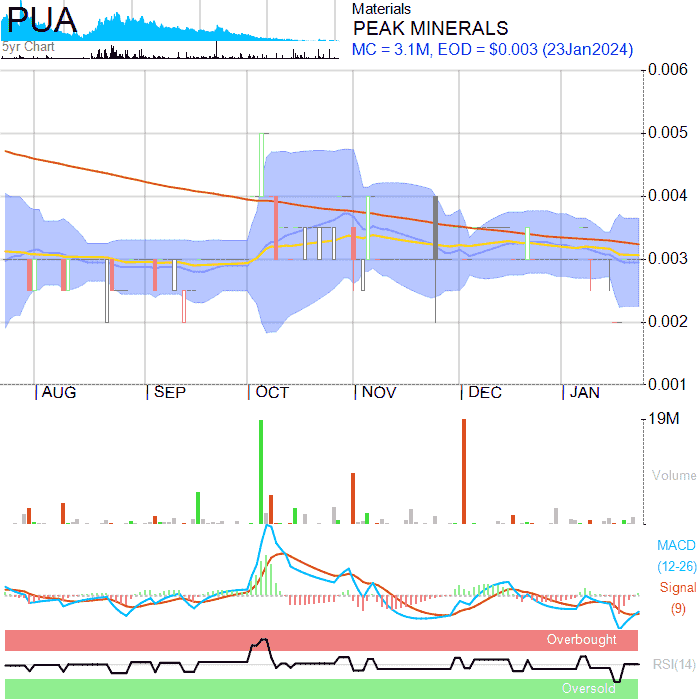 PUA
5yr Chart
Materials
PEAK MINERALS
MC = 3.1M, EOD = $0.003 (23Jan2024)
0.006
0.005
0.004
0.003
0.002
0.001
AUG
SEP
OCT
NOV
DEC
JAN
19M
Volume
MACD
(12-26)
Signal
(9)
Overbought
RSI(14)
Oversold